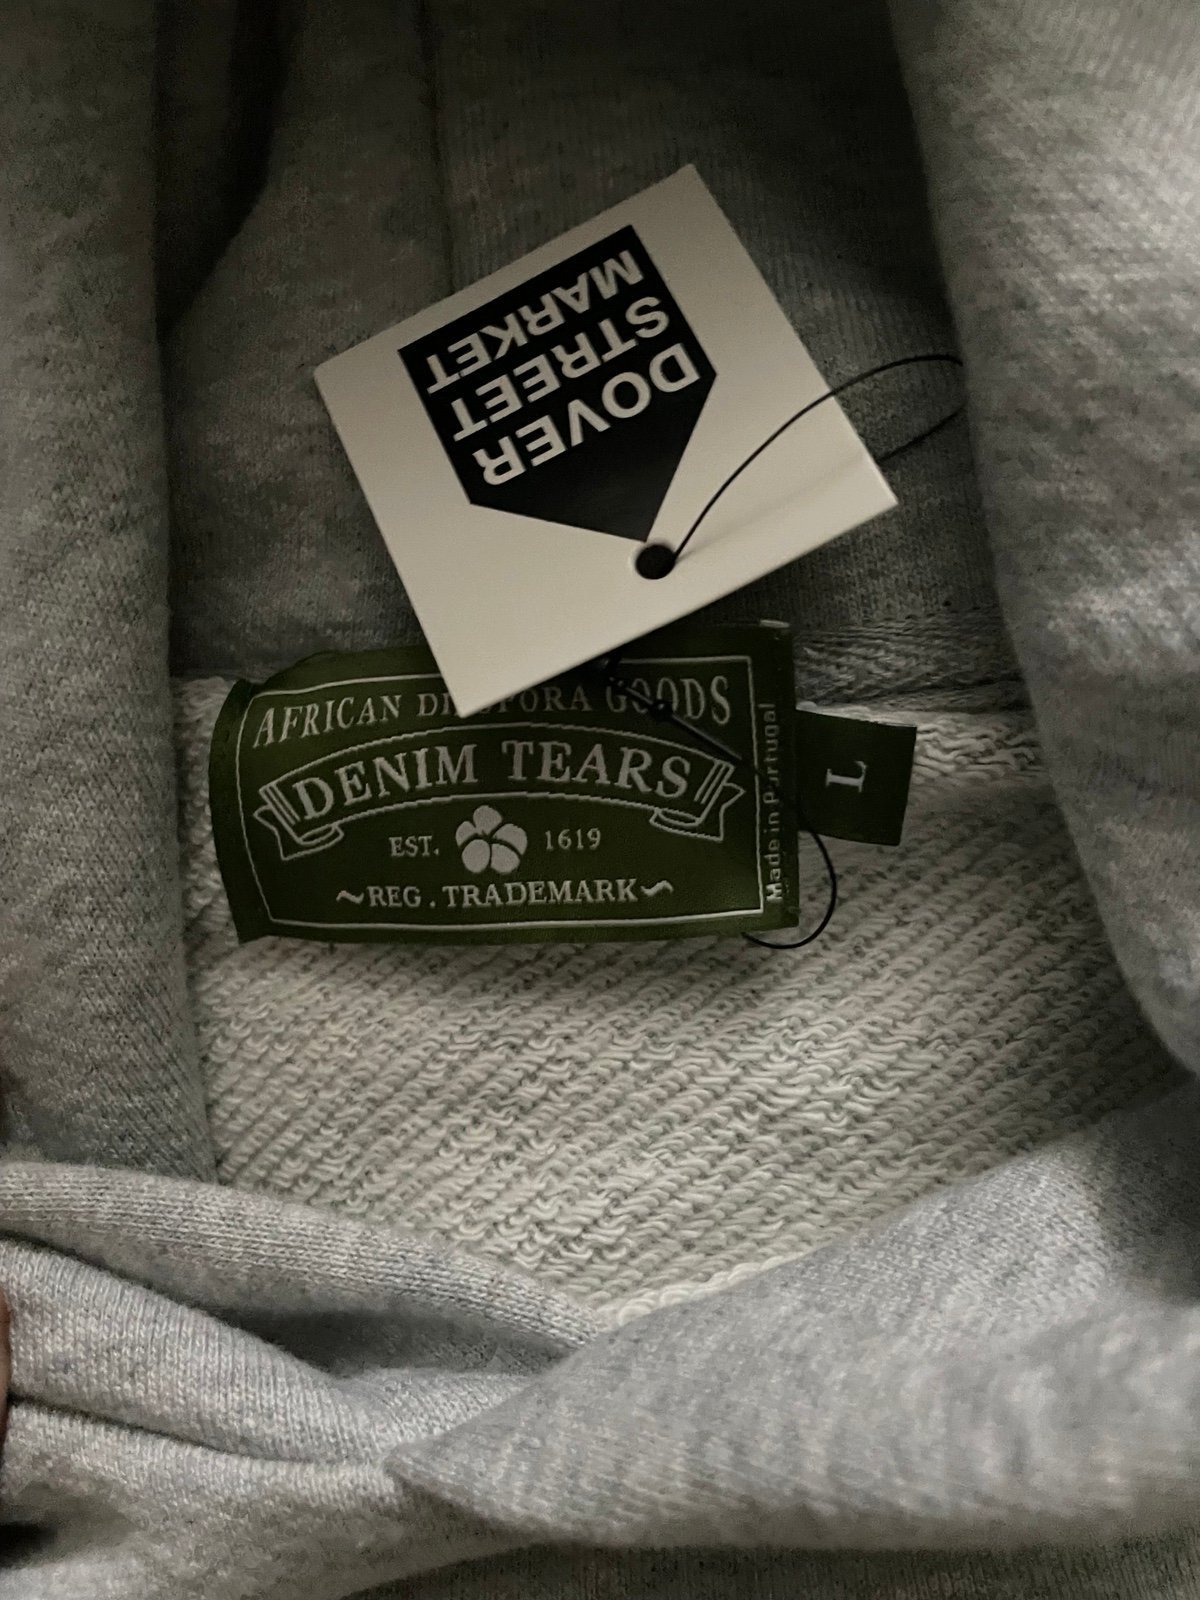 DOVER
STREET
MARKET
AFRICAN DIASPORA GOODS
DENIM TEARS
EST. 1619
~REG. TRADEMARK~
Made in Portugal
L